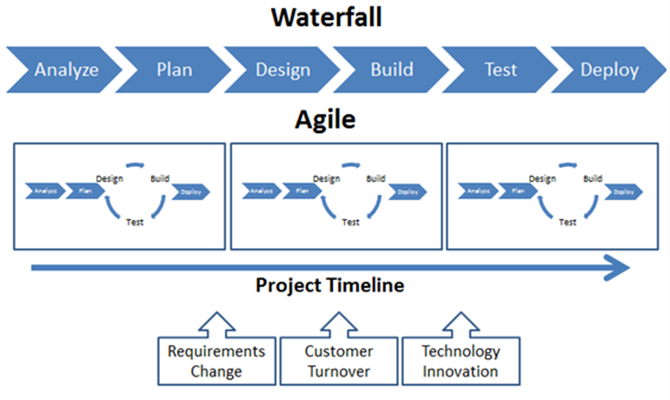 Waterfall
Analyze Plan Design Build Test Deploy
Agile
Design Build Design Build Design Build
Analyze Plan Deploy Analyze Plan Deploy Analyze Plan Deploy
Test Test Test
Project Timeline
Requirements Customer Technology
Change Turnover Innovation